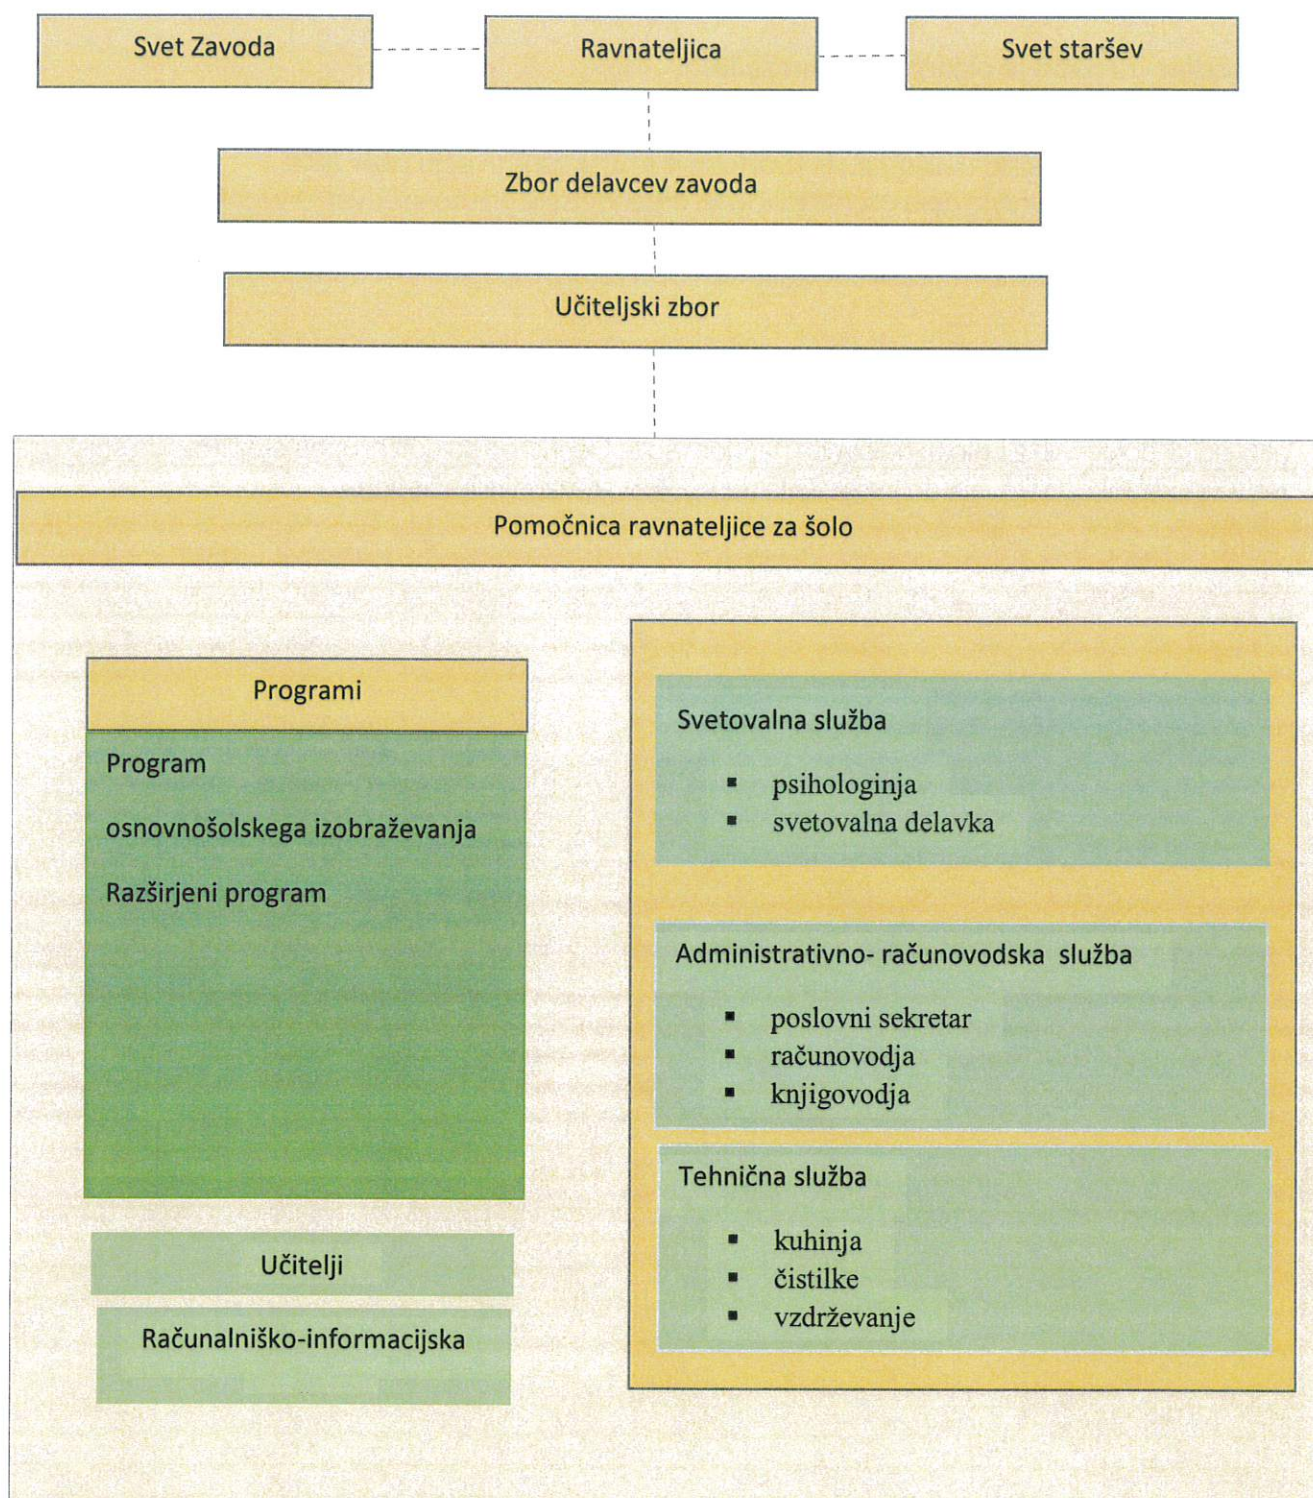 Svet Zavoda
Ravnateljica
Svet staršev
Zbor delavcev zavoda
Učiteljski zbor
Pomočnica ravnateljice za šolo
Programi
Program
osnovnošolskega izobraževanja
Razširjeni program
Učitelji
Računalniško-informacijska
Svetovalna služba
▪ psihologinja
▪ svetovalna delavka
Administrativno- računovodska služba
▪ poslovni sekretar
▪ računovodja
▪ knjigovodja
Tehnična služba
▪ kuhinja
▪ čistilke
▪ vzdrževanje